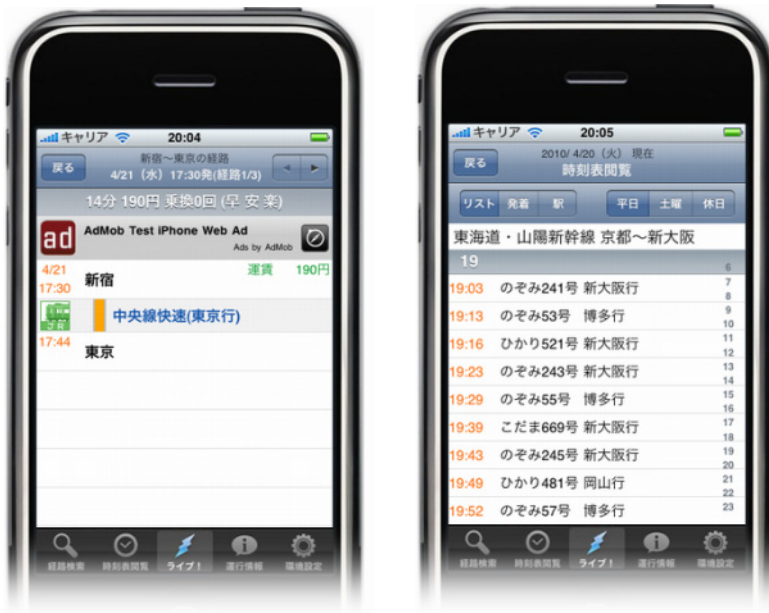 キャリア 20:04
戻る
新宿～東京の経路
4/21（水）17:30発(経路1/3)
14分 190円 乗換0回 (早 安 楽)
ad
AdMob Test iPhone Web Ad
Ads by AdMob
4/21
17:30
新宿
運賃 190円
JR
中央線快速(東京行)
17:44
東京
経路検索 時刻表閲覧 ライブ！ 運行情報 環境設定
キャリア 20:05
戻る
2010/ 4/20（火） 現在
時刻表閲覧
リスト 発着 駅 平日 土曜 休日
東海道・山陽新幹線 京都～新大阪
19
19:03 のぞみ241号 新大阪行
19:13 のぞみ53号 博多行
19:16 ひかり521号 新大阪行
19:23 のぞみ243号 新大阪行
19:29 のぞみ55号 博多行
19:39 こだま669号 新大阪行
19:43 のぞみ245号 新大阪行
19:49 ひかり481号 岡山行
19:52 のぞみ57号 博多行
6
7
8
9
10
11
12
13
14
15
16
17
18
19
20
21
22
23
経路検索 時刻表閲覧 ライブ！ 運行情報 環境設定